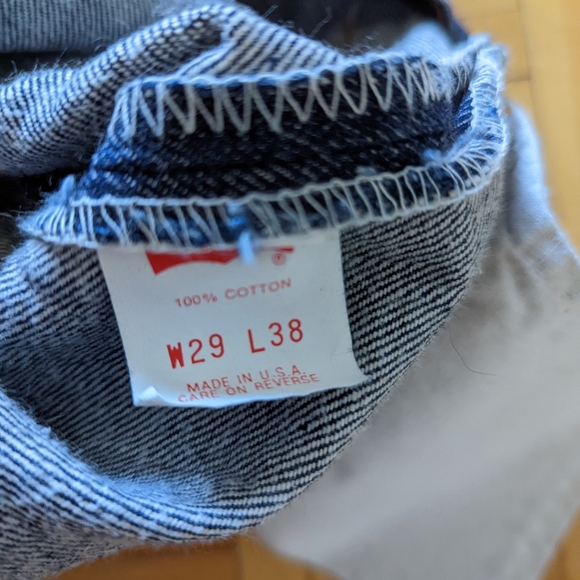 ®
100% COTTON
W29 L38
MADE IN U.S.A.
CARE ON REVERSE